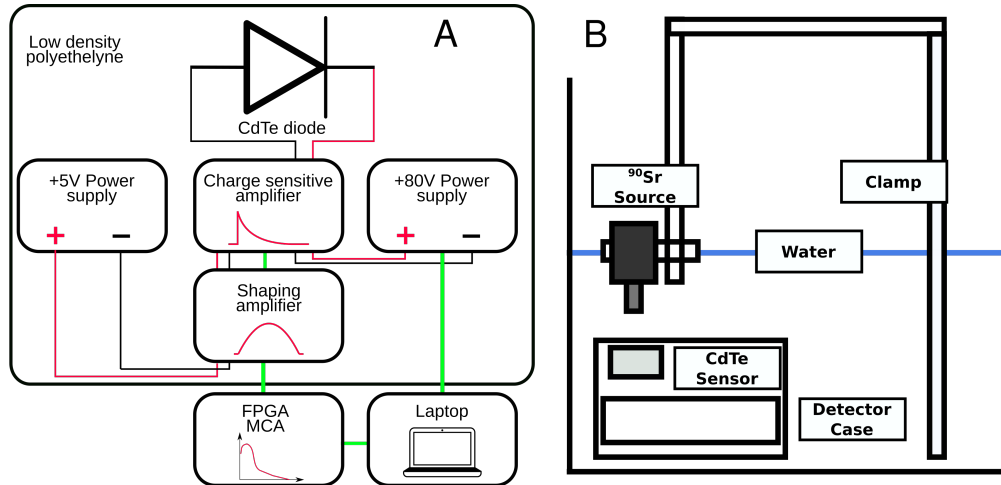 A
Low density
polyethelyne
CdTe diode
+5V Power
supply
+ −
Charge sensitive
amplifier
+80V Power
supply
+ −
Shaping
amplifier
FPGA
MCA
Laptop
B
⁹⁰Sr
Source
Clamp
Water
CdTe
Sensor
Detector
Case